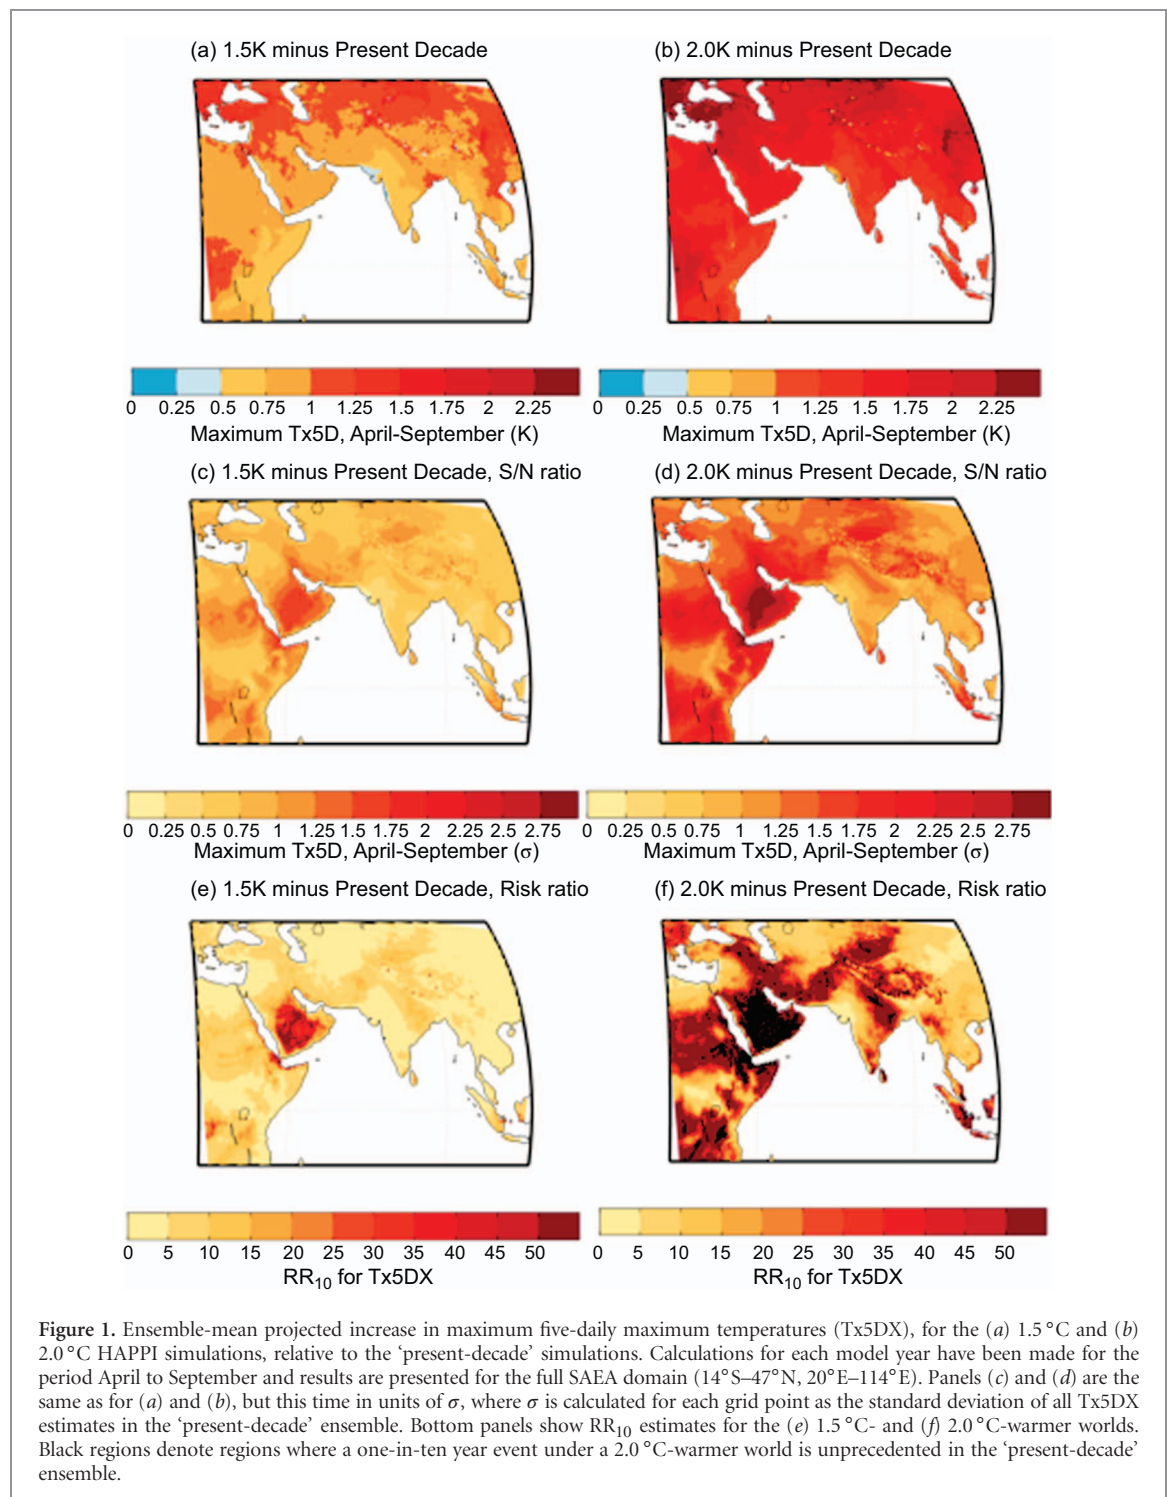 (a) 1.5K minus Present Decade
(b) 2.0K minus Present Decade
0 0.25 0.5 0.75 1 1.25 1.5 1.75 2 2.25
Maximum Tx5D, April-September (K)
0 0.25 0.5 0.75 1 1.25 1.5 1.75 2 2.25
Maximum Tx5D, April-September (K)
(c) 1.5K minus Present Decade, S/N ratio
(d) 2.0K minus Present Decade, S/N ratio
0 0.25 0.5 0.75 1 1.25 1.5 1.75 2 2.25 2.5 2.75
Maximum Tx5D, April-September (σ)
0 0.25 0.5 0.75 1 1.25 1.5 1.75 2 2.25 2.5 2.75
Maximum Tx5D, April-September (σ)
(e) 1.5K minus Present Decade, Risk ratio
(f) 2.0K minus Present Decade, Risk ratio
0 5 10 15 20 25 30 35 40 45 50
RR10 for Tx5DX
0 5 10 15 20 25 30 35 40 45 50
RR10 for Tx5DX
Figure 1. Ensemble-mean projected increase in maximum five-daily maximum temperatures (Tx5DX), for the (a) 1.5 °C and (b)
2.0 °C HAPPI simulations, relative to the ‘present-decade’ simulations. Calculations for each model year have been made for the
period April to September and results are presented for the full SAEA domain (14°S–47°N, 20°E–114°E). Panels (c) and (d) are the
same as for (a) and (b), but this time in units of σ, where σ is calculated for each grid point as the standard deviation of all Tx5DX
estimates in the ‘present-decade’ ensemble. Bottom panels show RR10 estimates for the (e) 1.5 °C- and (f) 2.0 °C-warmer worlds.
Black regions denote regions where a one-in-ten year event under a 2.0 °C-warmer world is unprecedented in the ‘present-decade’
ensemble.